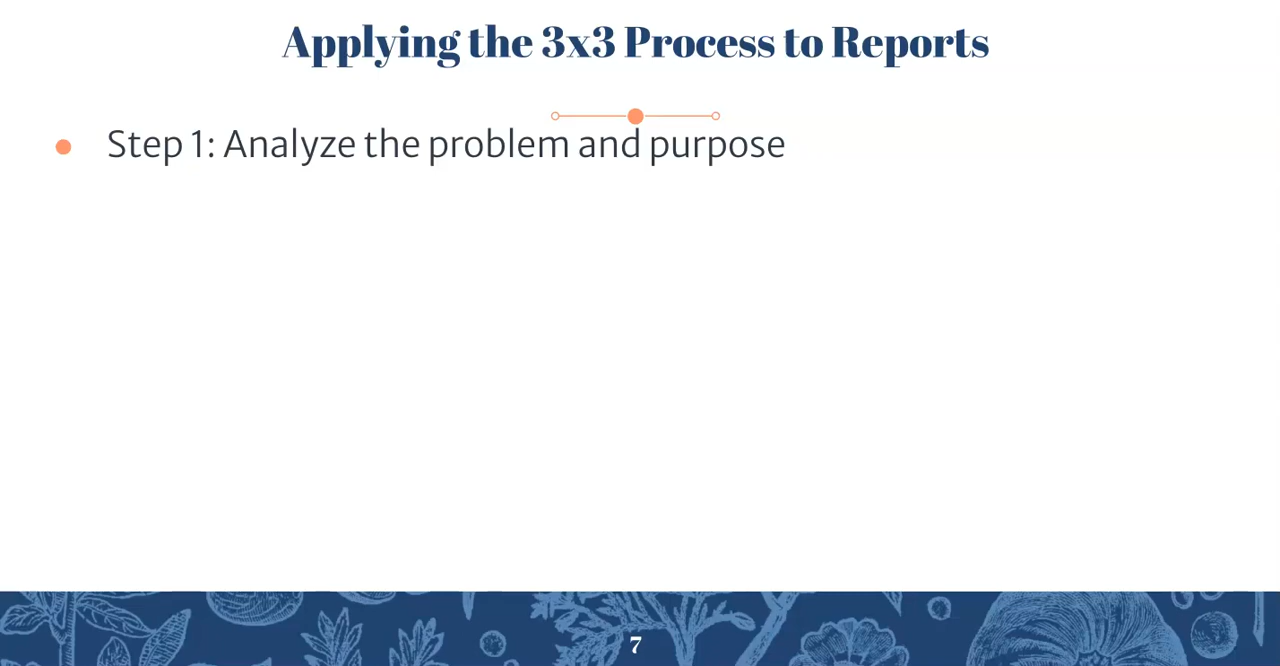 Applying the 3x3 Process to Reports
Step 1: Analyze the problem and purpose
7